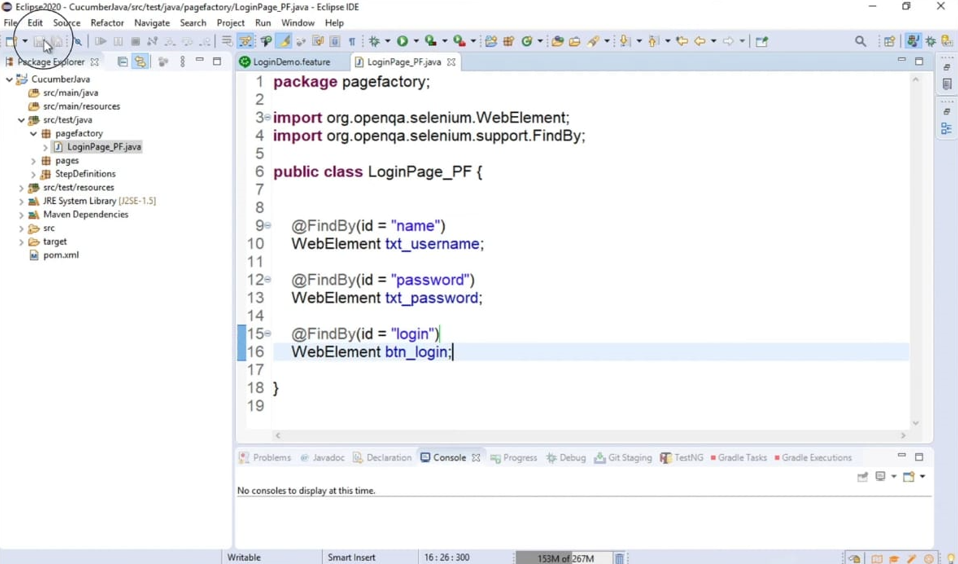 Eclipse2020 - CucumberJava/src/test/java/pagefactory/LoginPage_PF.java - Eclipse IDE
File Edit Source Refactor Navigate Search Project Run Window Help
Package Explorer
LoginDemo.feature LoginPage_PF.java
CucumberJava
src/main/java
src/main/resources
src/test/java
pagefactory
LoginPage_PF.java
pages
StepDefinitions
src/test/resources
JRE System Library [J2SE-1.5]
Maven Dependencies
src
target
pom.xml
1 package pagefactory;
2
3 import org.openqa.selenium.WebElement;
4 import org.openqa.selenium.support.FindBy;
5
6 public class LoginPage_PF {
7
8
9 @FindBy(id = "name")
10 WebElement txt_username;
11
12 @FindBy(id = "password")
13 WebElement txt_password;
14
15 @FindBy(id = "login")
16 WebElement btn_login;
17
18 }
19
Problems Javadoc Declaration Console Progress Debug Git Staging TestNG Gradle Tasks Gradle Executions
No consoles to display at this time.
Writable Smart Insert 16 : 26 : 300 153M of 267M